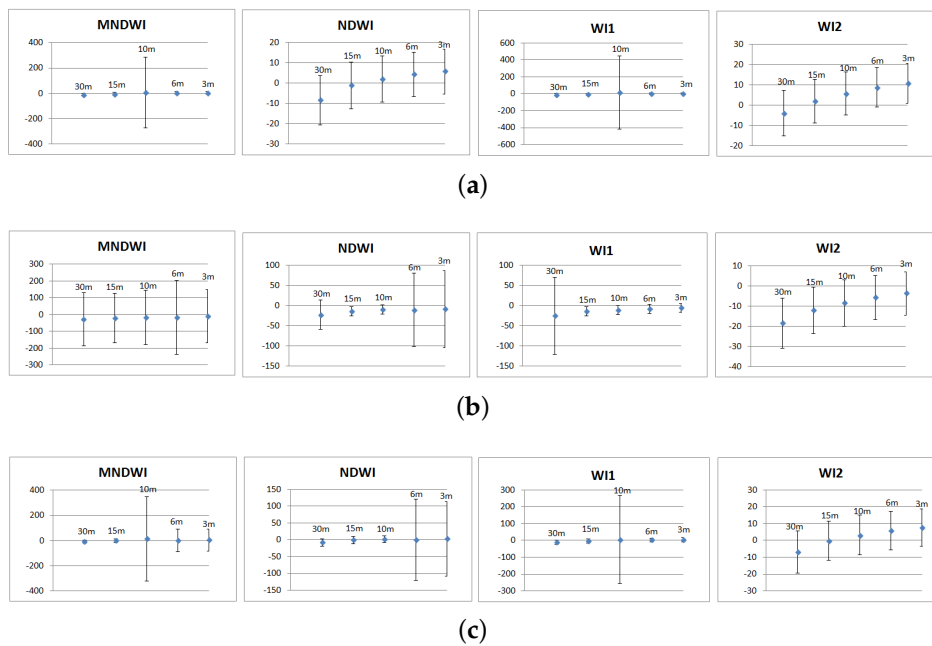 MNDWI
400
200
0
-200
-400
30m
15m
10m
6m
3m
NDWI
20
10
0
-10
-20
-30
30m
15m
10m
6m
3m
WI1
600
400
200
0
-200
-400
-600
30m
15m
10m
6m
3m
WI2
30
20
10
0
-10
-20
30m
15m
10m
6m
3m
(a)
MNDWI
300
200
100
0
-100
-200
-300
30m
15m
10m
6m
3m
NDWI
100
50
0
-50
-100
-150
30m
15m
10m
6m
3m
WI1
100
50
0
-50
-100
-150
30m
15m
10m
6m
3m
WI2
10
0
-10
-20
-30
-40
30m
15m
10m
6m
3m
(b)
MNDWI
400
200
0
-200
-400
30m
15m
10m
6m
3m
NDWI
150
100
50
0
-50
-100
-150
30m
15m
10m
6m
3m
WI1
300
200
100
0
-100
-200
-300
30m
15m
10m
6m
3m
WI2
30
20
10
0
-10
-20
-30
30m
15m
10m
6m
3m
(c)